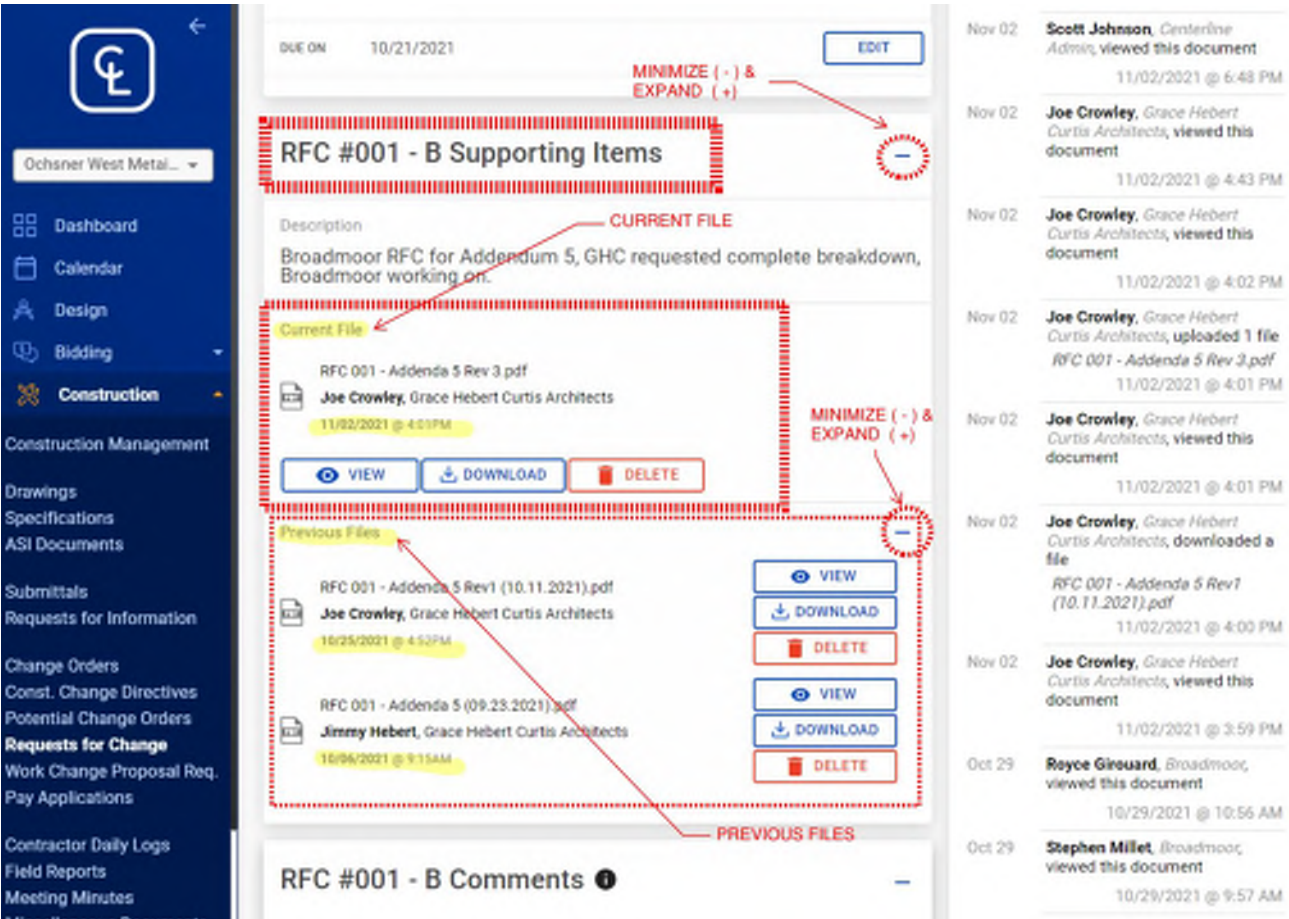 CL
Ochsner West Metai...
Dashboard
Calendar
Design
Bidding
Construction
Construction Management
Drawings
Specifications
ASI Documents
Submittals
Requests for Information
Change Orders
Const. Change Directives
Potential Change Orders
Requests for Change
Work Change Proposal Req.
Pay Applications
Contractor Daily Logs
Field Reports
Meeting Minutes
DUE ON 10/21/2021 EDIT
MINIMIZE ( - ) &
EXPAND ( + )
RFC #001 - B Supporting Items
CURRENT FILE
Description
Broadmoor RFC for Addendum 5, GHC requested complete breakdown,
Broadmoor working on.
Current File
RFC 001 - Addenda 5 Rev 3.pdf
Joe Crowley, Grace Hebert Curtis Architects
11/02/2021 @ 4:01PM
VIEW DOWNLOAD DELETE
MINIMIZE ( - ) &
EXPAND ( + )
Previous Files
RFC 001 - Addenda 5 Rev1 (10.11.2021).pdf
Joe Crowley, Grace Hebert Curtis Architects
10/25/2021 @ 4:52PM
VIEW
DOWNLOAD
DELETE
RFC 001 - Addenda 5 (09.23.2021).pdf
Jimmy Hebert, Grace Hebert Curtis Architects
10/06/2021 @ 9:15AM
VIEW
DOWNLOAD
DELETE
PREVIOUS FILES
RFC #001 - B Comments
Nov 02 Scott Johnson, Centerline
Admin, viewed this document
11/02/2021 @ 6:48 PM
Nov 02 Joe Crowley, Grace Hebert
Curtis Architects, viewed this
document
11/02/2021 @ 4:43 PM
Nov 02 Joe Crowley, Grace Hebert
Curtis Architects, viewed this
document
11/02/2021 @ 4:02 PM
Nov 02 Joe Crowley, Grace Hebert
Curtis Architects, uploaded 1 file
RFC 001 - Addenda 5 Rev 3.pdf
11/02/2021 @ 4:01 PM
Nov 02 Joe Crowley, Grace Hebert
Curtis Architects, viewed this
document
11/02/2021 @ 4:01 PM
Nov 02 Joe Crowley, Grace Hebert
Curtis Architects, downloaded a
file
RFC 001 - Addenda 5 Rev1
(10.11.2021).pdf
11/02/2021 @ 4:00 PM
Nov 02 Joe Crowley, Grace Hebert
Curtis Architects, viewed this
document
11/02/2021 @ 3:59 PM
Oct 29 Royce Girouard, Broadmoor,
viewed this document
10/29/2021 @ 10:56 AM
Oct 29 Stephen Millet, Broadmoor,
viewed this document
10/29/2021 @ 9:57 AM